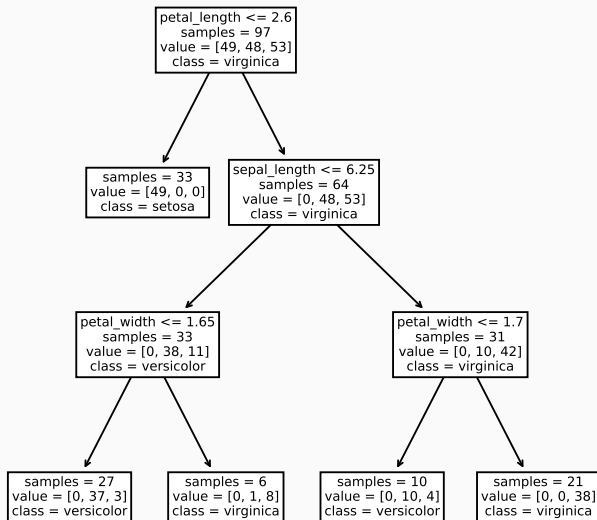 petal_length <= 2.6
samples = 97
value = [49, 48, 53]
class = virginica
samples = 33
value = [49, 0, 0]
class = setosa
sepal_length <= 6.25
samples = 64
value = [0, 48, 53]
class = virginica
petal_width <= 1.65
samples = 33
value = [0, 38, 11]
class = versicolor
petal_width <= 1.7
samples = 31
value = [0, 10, 42]
class = virginica
samples = 27
value = [0, 37, 3]
class = versicolor
samples = 6
value = [0, 1, 8]
class = virginica
samples = 10
value = [0, 10, 4]
class = versicolor
samples = 21
value = [0, 0, 38]
class = virginica